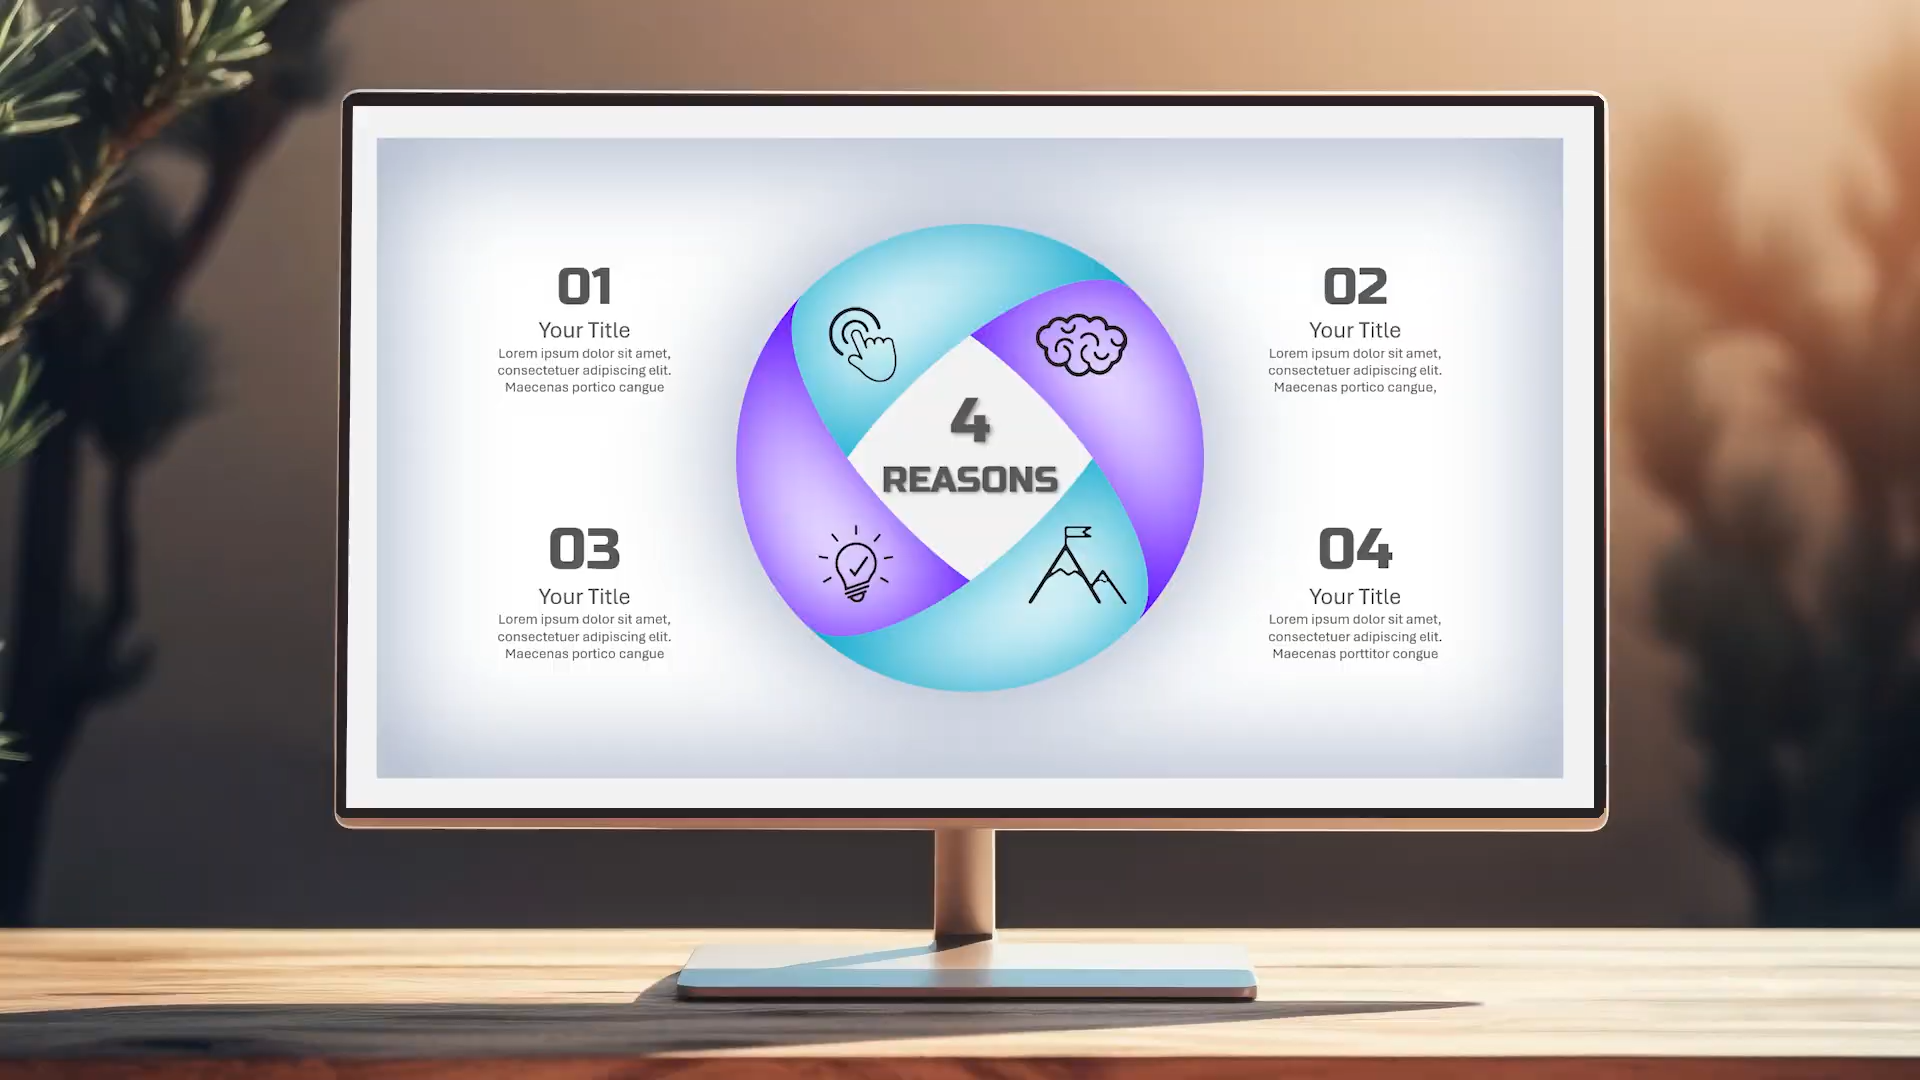 01
Your Title
Lorem ipsum dolor sit amet,
consectetuer adipiscing elit.
Maecenas portico cangue
02
Your Title
Lorem ipsum dolor sit amet,
consectetuer adipiscing elit.
Maecenas portico cangue,
4
REASONS
03
Your Title
Lorem ipsum dolor sit amet,
consectetuer adipiscing elit.
Maecenas portico cangue
04
Your Title
Lorem ipsum dolor sit amet,
consectetuer adipiscing elit.
Maecenas porttitor congue